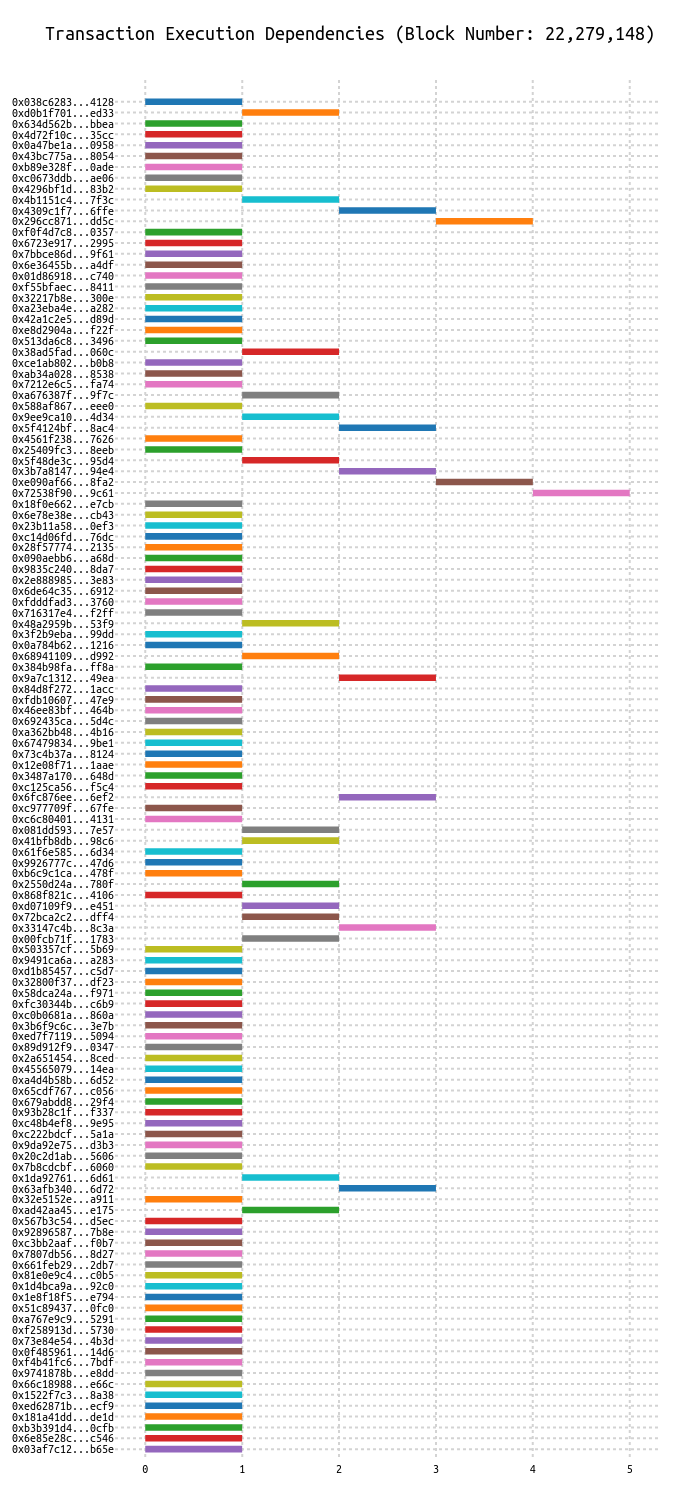 Transaction Execution Dependencies (Block Number: 22,279,148)
0x038c6283...4128
0xd0b1f701...ed33
0x634d562b...bbea
0x4d72f10c...35cc
0x0a47be1a...0958
0x43bc775a...8054
0xb89e328f...0ade
0xc0673ddb...ae06
0x4296bf1d...83b2
0x4b1151c4...7f3c
0x4309c1f7...6ffe
0x296cc871...dd5c
0xf0f4d7c8...0357
0x6723e917...2995
0x7bbce86d...9f61
0x6e36455b...a4df
0x01d86918...c740
0xf55bfaec...8411
0x32217b8e...300e
0xa23eba4e...a282
0x42a1c2e5...d89d
0xe8d2904a...f22f
0x513da6c8...3496
0x38ad5fad...060c
0xce1ab802...b0b8
0xab34a028...8538
0x7212e6c5...fa74
0xa676387f...9f7c
0x588af867...eee0
0x9ee9ca10...4d34
0x5f4124bf...8ac4
0x4561f238...7626
0x25409fc3...8eeb
0x5f48de3c...95d4
0x3b7a8147...94e4
0xe090af66...8fa2
0x72538f90...9c61
0x18f0e662...e7cb
0x6e78e38e...cb43
0x23b11a58...0ef3
0xc14d06fd...76dc
0x28f57774...2135
0x090aebb6...a68d
0x9835c240...8da7
0x2e888985...3e83
0x6de64c35...6912
0xfdddfad3...3760
0x716317e4...f2ff
0x48a2959b...53f9
0x3f2b9eba...99dd
0x0a784b62...1216
0x68941109...d992
0x384b98fa...ff8a
0x9a7c1312...49ea
0x84d8f272...1acc
0xfdb10607...47e9
0x46ee83bf...464b
0x692435ca...5d4c
0xa362bb48...4b16
0x67479834...9be1
0x73c4b37a...8124
0x12e08f71...1aae
0x3487a170...648d
0xc125ca56...f5c4
0x6fc876ee...6ef2
0xc977709f...67fe
0xc6c80401...4131
0x081dd593...7e57
0x41bfb8db...98c6
0x61f6e585...6d34
0x9926777c...47d6
0xb6c9c1ca...478f
0x2550d24a...780f
0x868f821c...4106
0xd07109f9...e451
0x72bca2c2...dff4
0x33147c4b...8c3a
0x00fcb71f...1783
0x503357cf...5b69
0x9491ca6a...a283
0xd1b85457...c5d7
0x32800f37...df23
0x58dca24a...f971
0xfc30344b...c6b9
0xc0b0681a...860a
0x3b6f9c6c...3e7b
0xed7f7119...5094
0x89d912f9...0347
0x2a651454...8ced
0x45565079...14ea
0xa4d4b58b...6d52
0x65cdf767...c056
0x679abdd8...29f4
0x93b28c1f...f337
0xc48b4ef8...9e95
0xc222bdcf...5a1a
0x9da92e75...d3b3
0x20c2d1ab...5606
0x7b8cdcbf...6060
0x1da92761...6d61
0x63afb340...6d72
0x32e5152e...a911
0xad42aa45...e175
0x567b3c54...d5ec
0x92896587...7b8e
0xc3bb2aaf...f0b7
0x7807db56...8d27
0x661feb29...2db7
0x81e0e9c4...c0b5
0x1d4bca9a...92c0
0x1e8f18f5...e794
0x51c89437...0fc0
0xa767e9c9...5291
0xf258913d...5730
0x73e84e54...4b3d
0x0f485961...14d6
0xf4b41fc6...7bdf
0x9741878b...e8dd
0x66c18988...e66c
0x1522f7c3...8a38
0xed62871b...ecf9
0x181a41dd...de1d
0xb3b391d4...0cfb
0x6e85e28c...c546
0x03af7c12...b65e
0 1 2 3 4 5